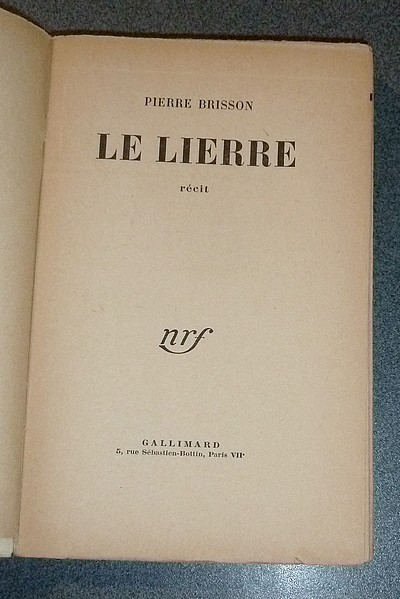 PIERRE BRISSON
LE LIERRE
récit
nrf
GALLIMARD
5, rue Sébastien-Bottin, Paris VIIᵉ